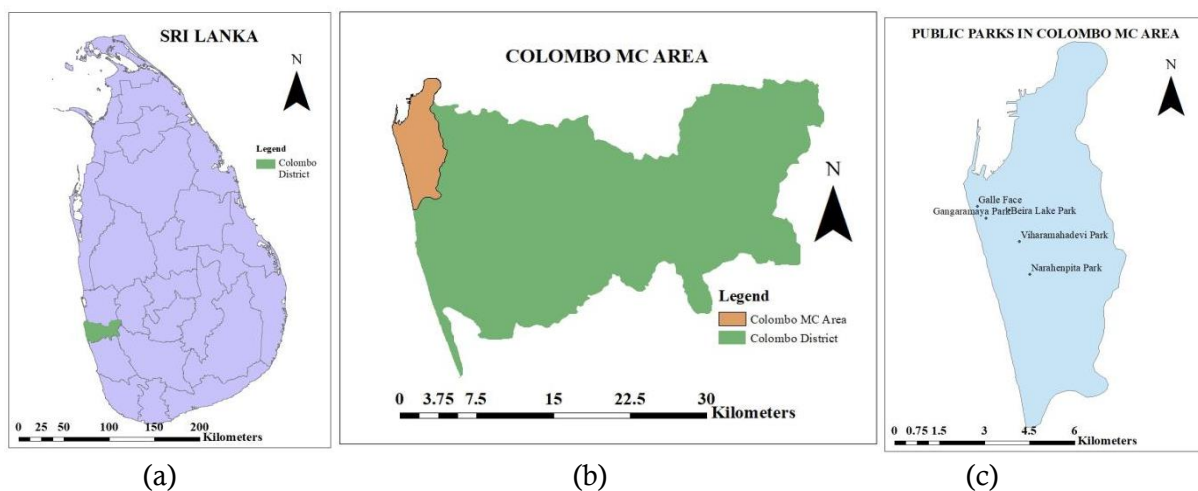 SRI LANKA
N
Legend
Colombo
District
0 25 50 100 150 200
Kilometers
(a)
COLOMBO MC AREA
N
Legend
Colombo MC Area
Colombo District
0 3.75 7.5 15 22.5 30
Kilometers
(b)
PUBLIC PARKS IN COLOMBO MC AREA
N
Galle Face
Gangaramaya Park Beira Lake Park
Viharamahadevi Park
Narahenpita Park
0 0.75 1.5 3 4.5 6
Kilometers
(c)